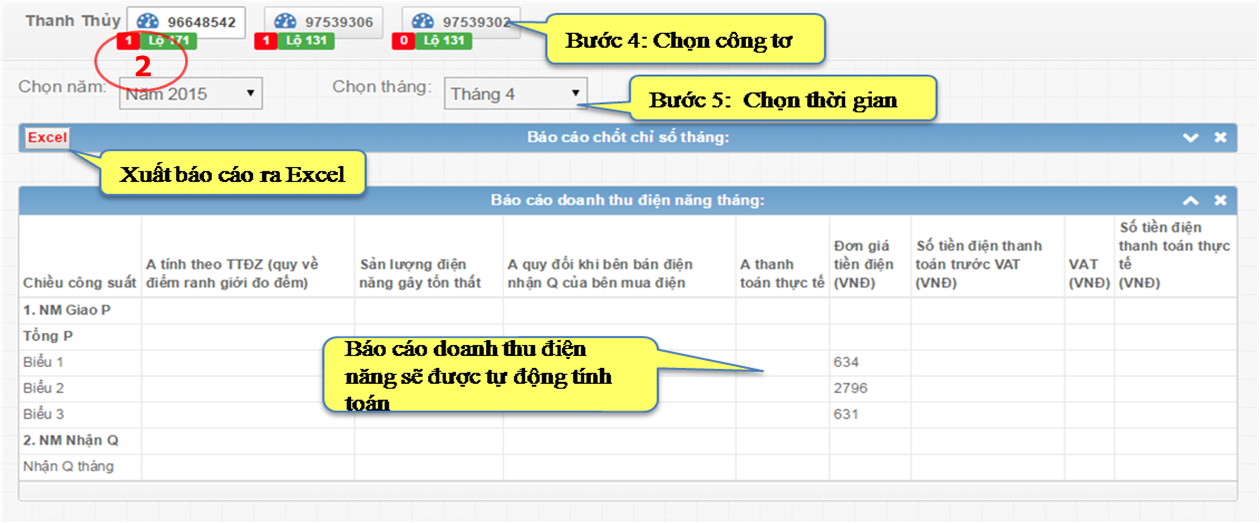 Thanh Thủy 96648542 97539306 97539302
1 Lộ 171 1 Lộ 131 0 Lộ 131
Bước 4: Chọn công tơ
2
Chọn năm: Năm 2015 Chọn tháng: Tháng 4
Bước 5: Chọn thời gian
Excel Báo cáo chốt chỉ số tháng:
Xuất báo cáo ra Excel
Báo cáo doanh thu điện năng tháng:
Chiều công suất
A tính theo TTĐZ (quy về
điểm ranh giới đo đếm)
Sản lượng điện
năng gây tổn thất
A quy đổi khi bên bán điện
nhận Q của bên mua điện
A thanh
toán thực tế
Đơn giá
tiền điện
(VNĐ)
Số tiền điện thanh
toán trước VAT
(VNĐ)
VAT
(VNĐ)
Số tiền điện
thanh toán thực
tế
(VNĐ)
1. NM Giao P
Tổng P
Biểu 1 634
Biểu 2 2796
Biểu 3 631
Báo cáo doanh thu điện
năng sẽ được tự động tính
toán
2. NM Nhận Q
Nhận Q tháng